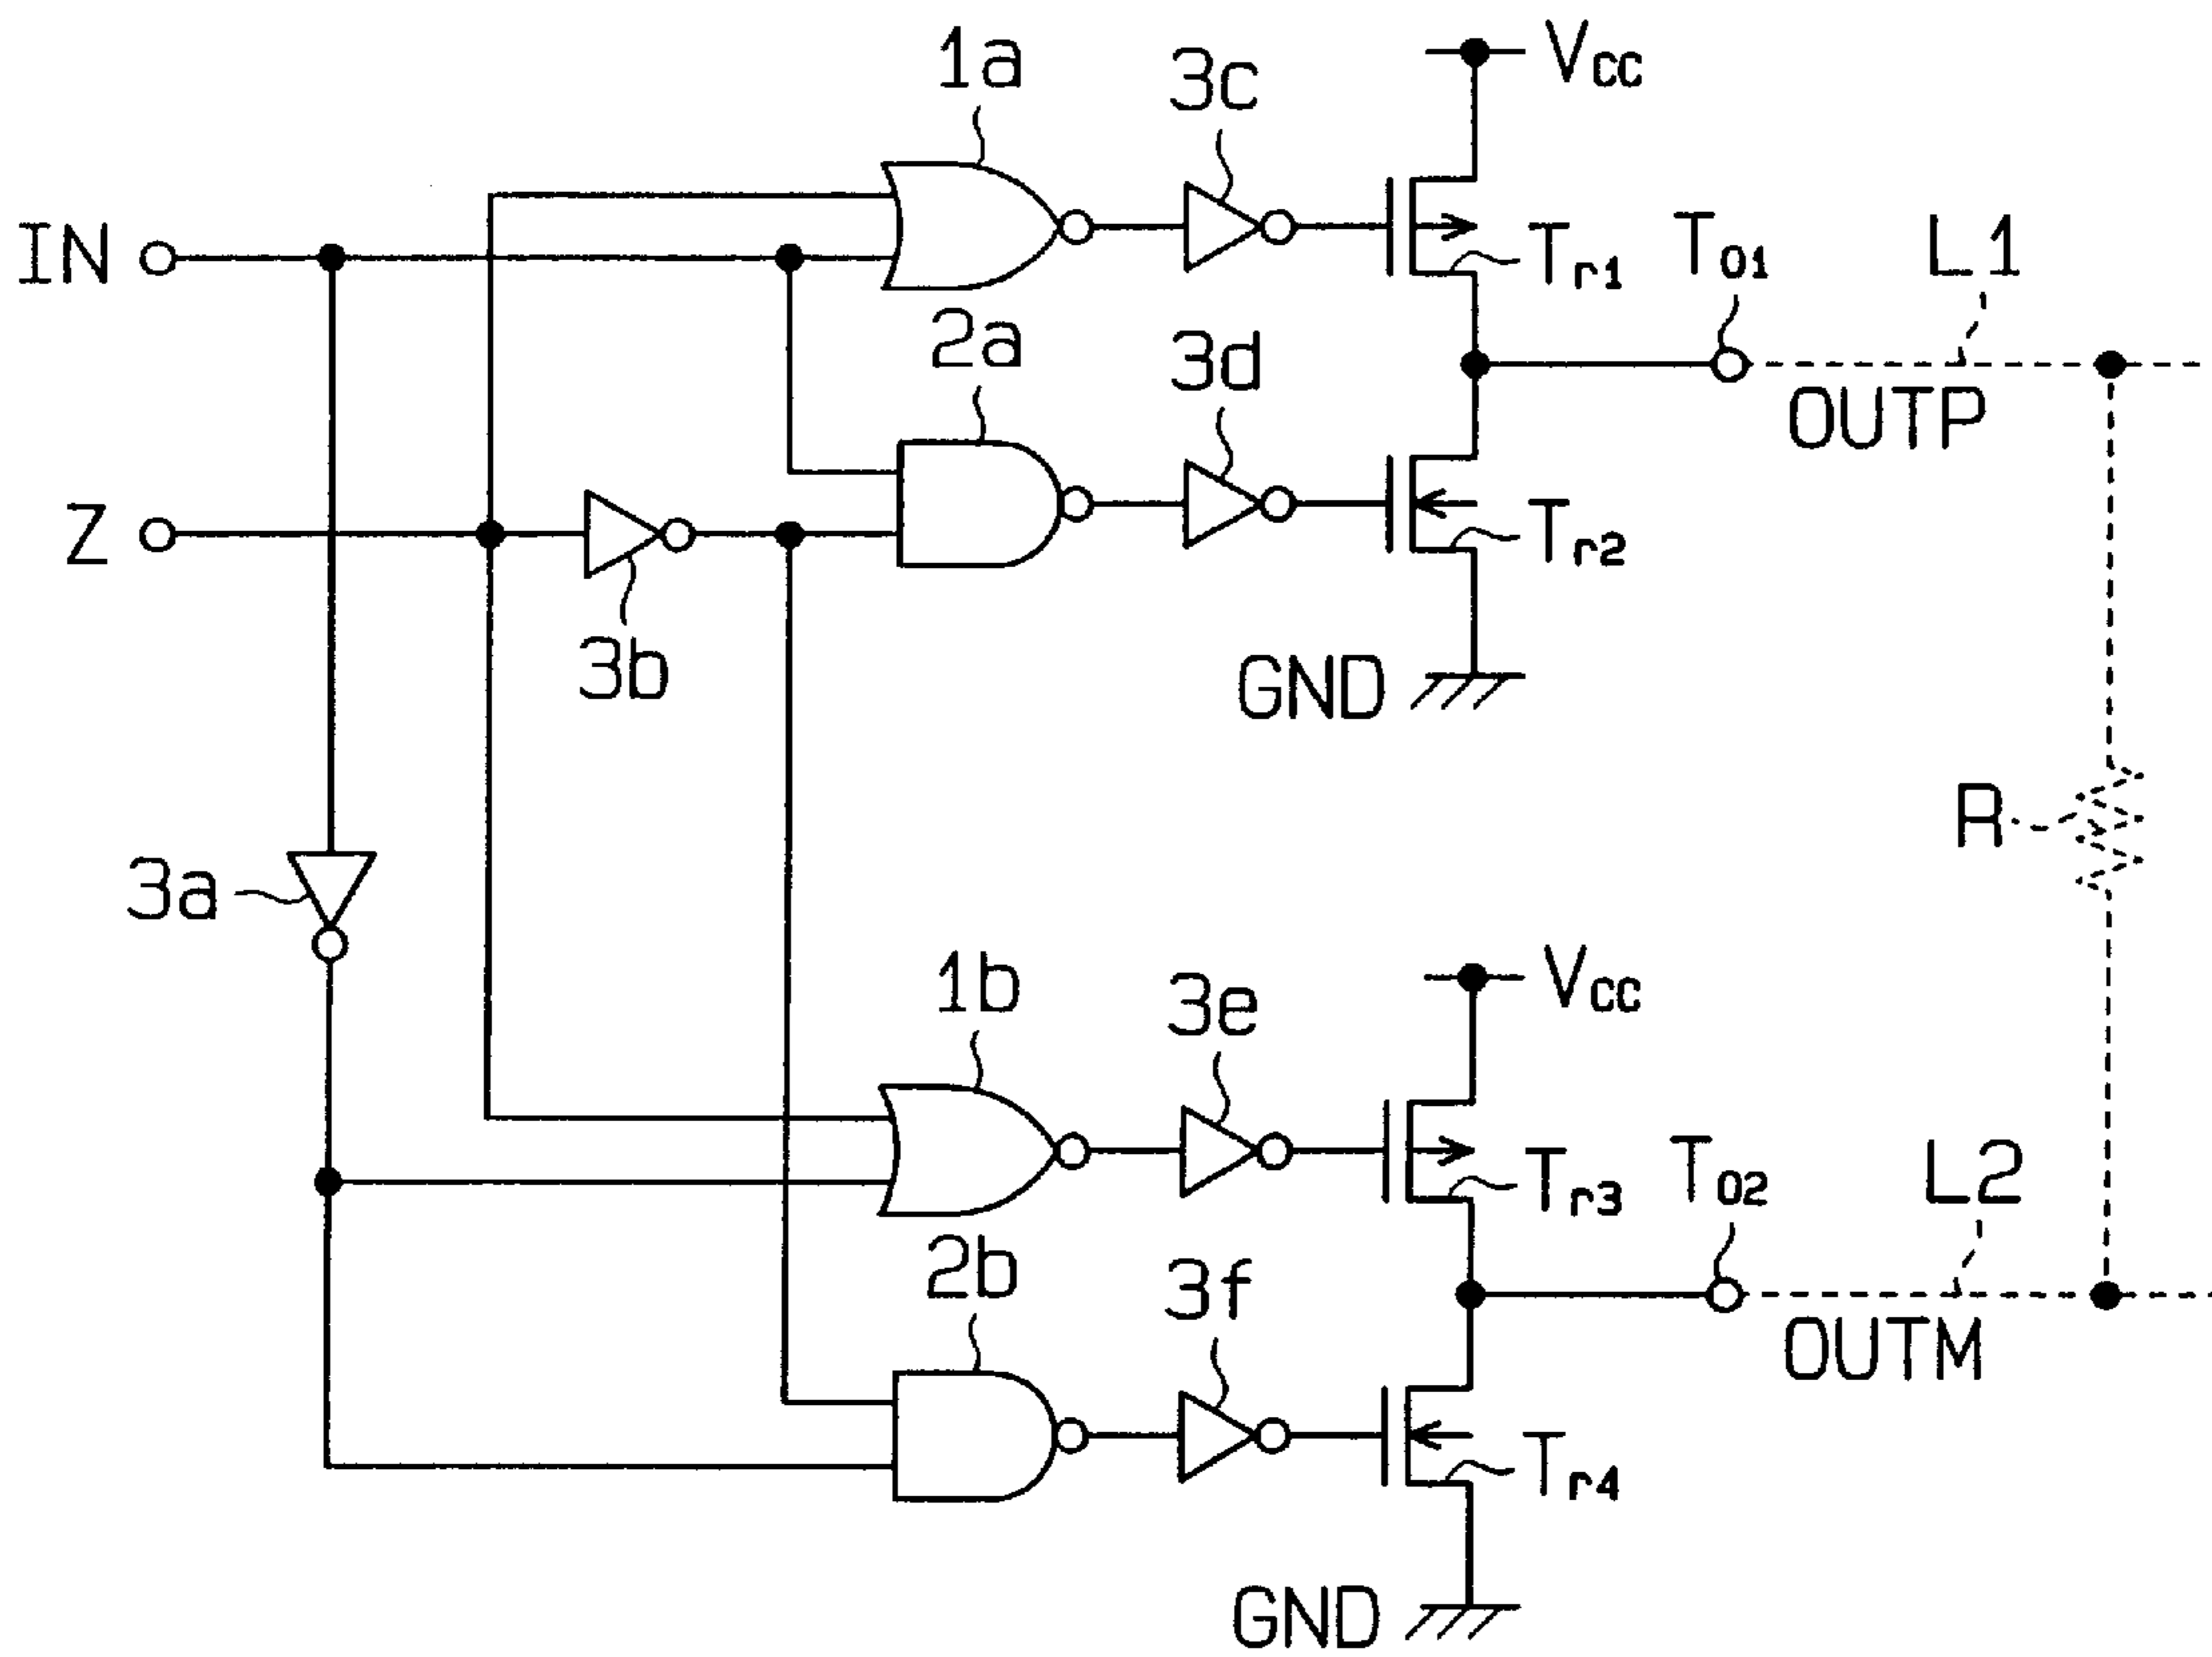 1a
3c
VCC
IN
Tr1
TO1
L1
2a
3d
OUTP
Z
Tr2
3b
GND
R
3a
1b
3e
VCC
Tr3
TO2
L2
2b
3f
OUTM
Tr4
GND